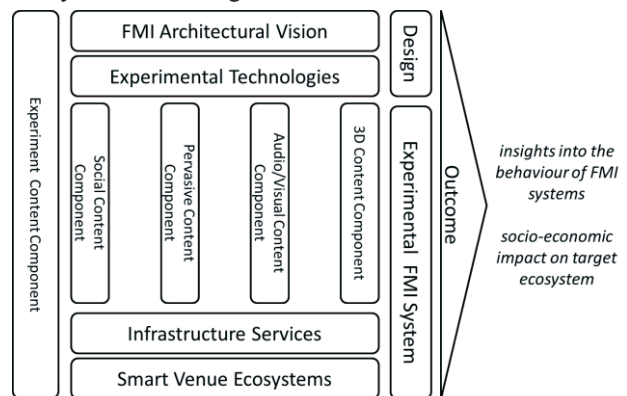 FMI Architectural Vision
Experimental Technologies
Design
Experiment Content Component
Social Content
Component
Pervasive Content
Component
Audio/Visual Content
Component
3D Content Component
Experimental FMI System
Outcome
insights into the
behaviour of FMI
systems
socio-economic
impact on target
ecosystem
Infrastructure Services
Smart Venue Ecosystems